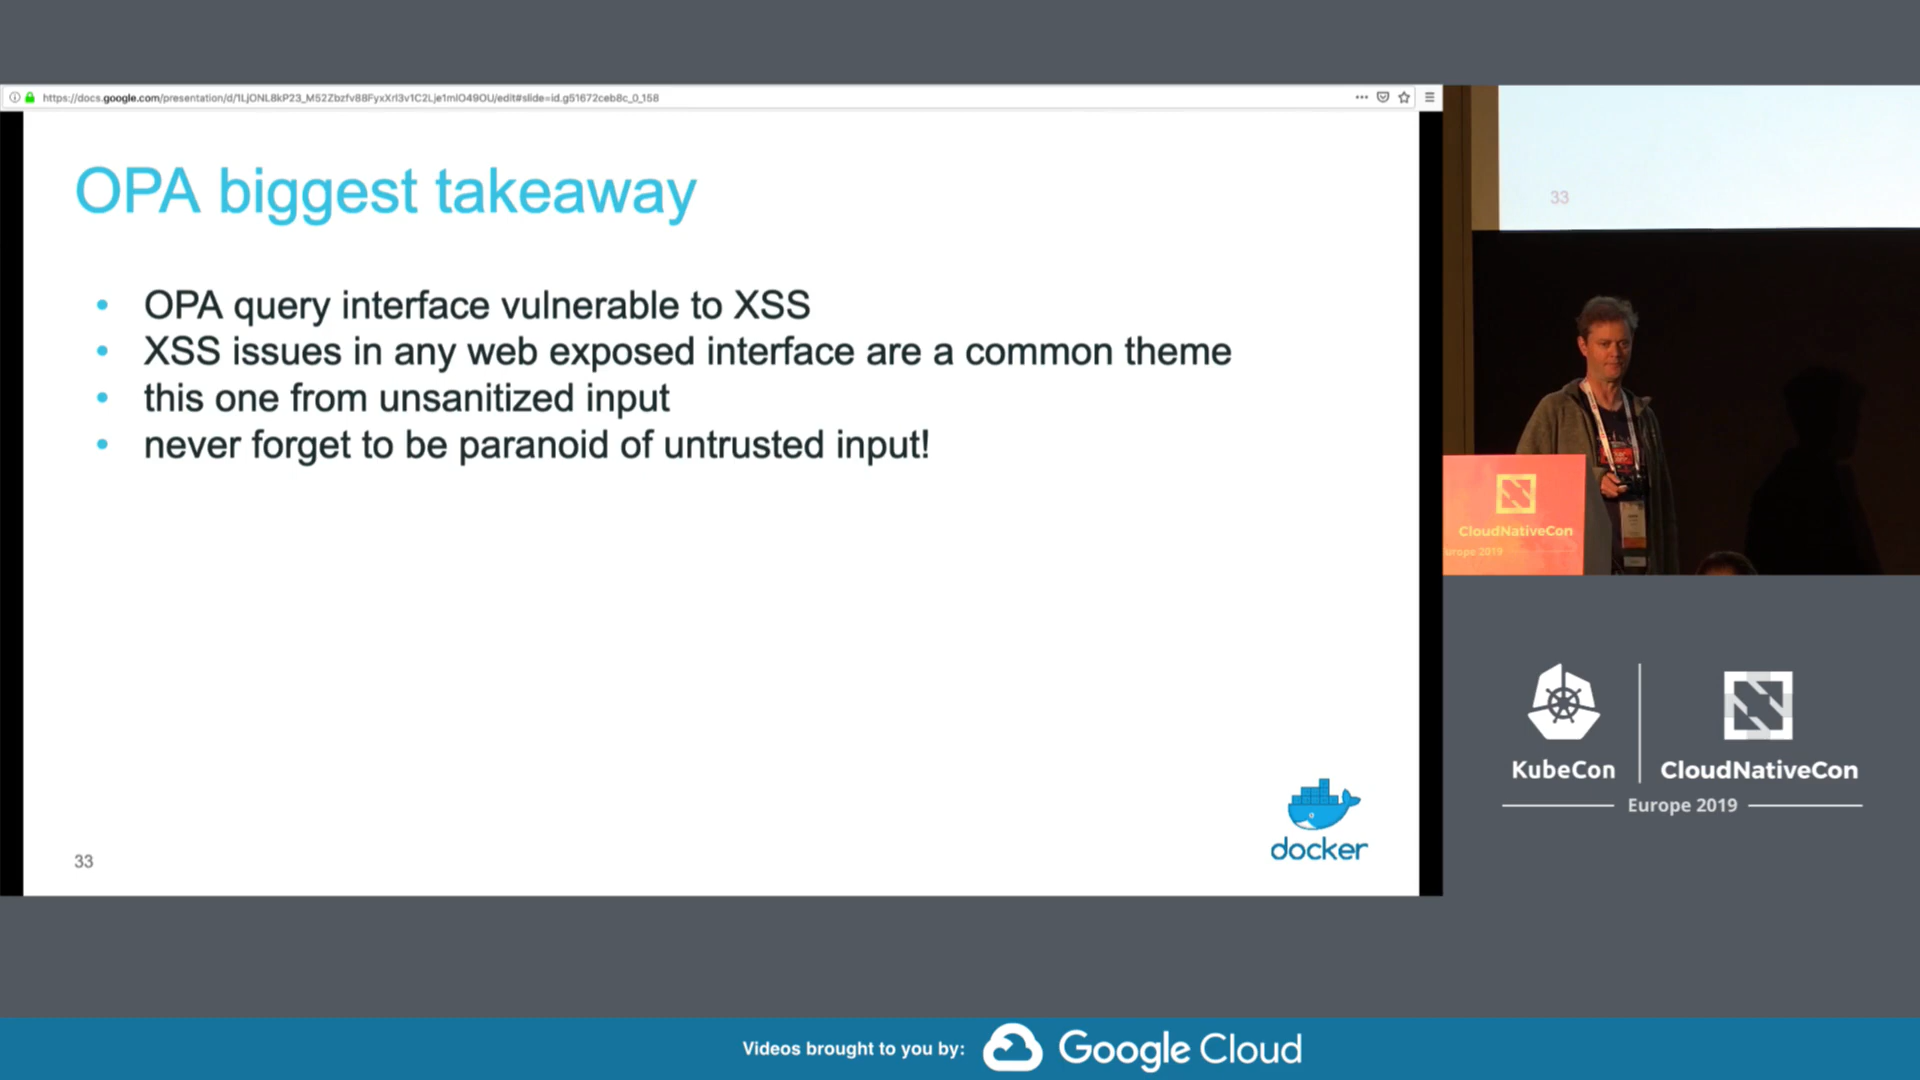 https://docs.google.com/presentation/d/1LjONL8kP23_M52Zbzfv88FyxXrI3v1C2Lje1mIO49OU/edit#slide=id.g51672ceb8c_0_158
OPA biggest takeaway
• OPA query interface vulnerable to XSS
• XSS issues in any web exposed interface are a common theme
• this one from unsanitized input
• never forget to be paranoid of untrusted input!
33
docker
33
CloudNativeCon
urope 2019
KubeCon
CloudNativeCon
Europe 2019
Videos brought to you by:
Google Cloud